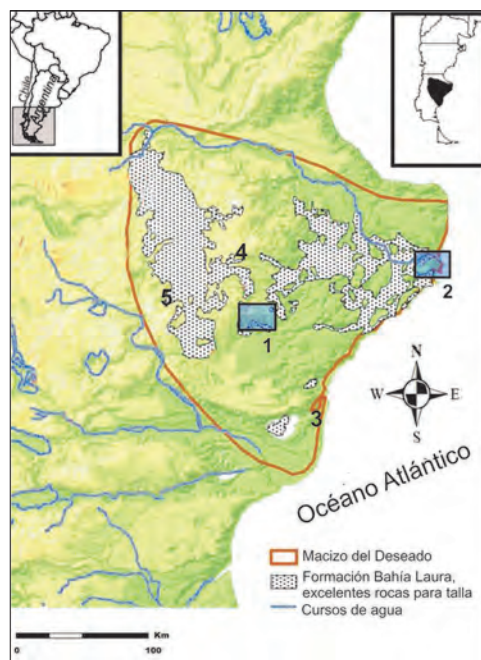 Chile
Argentina
4
5
1
2
3
N
W
E
S
Océano Atlántico
Macizo del Deseado
Formación Bahía Laura,
excelentes rocas para talla
Cursos de agua
Km
0
100